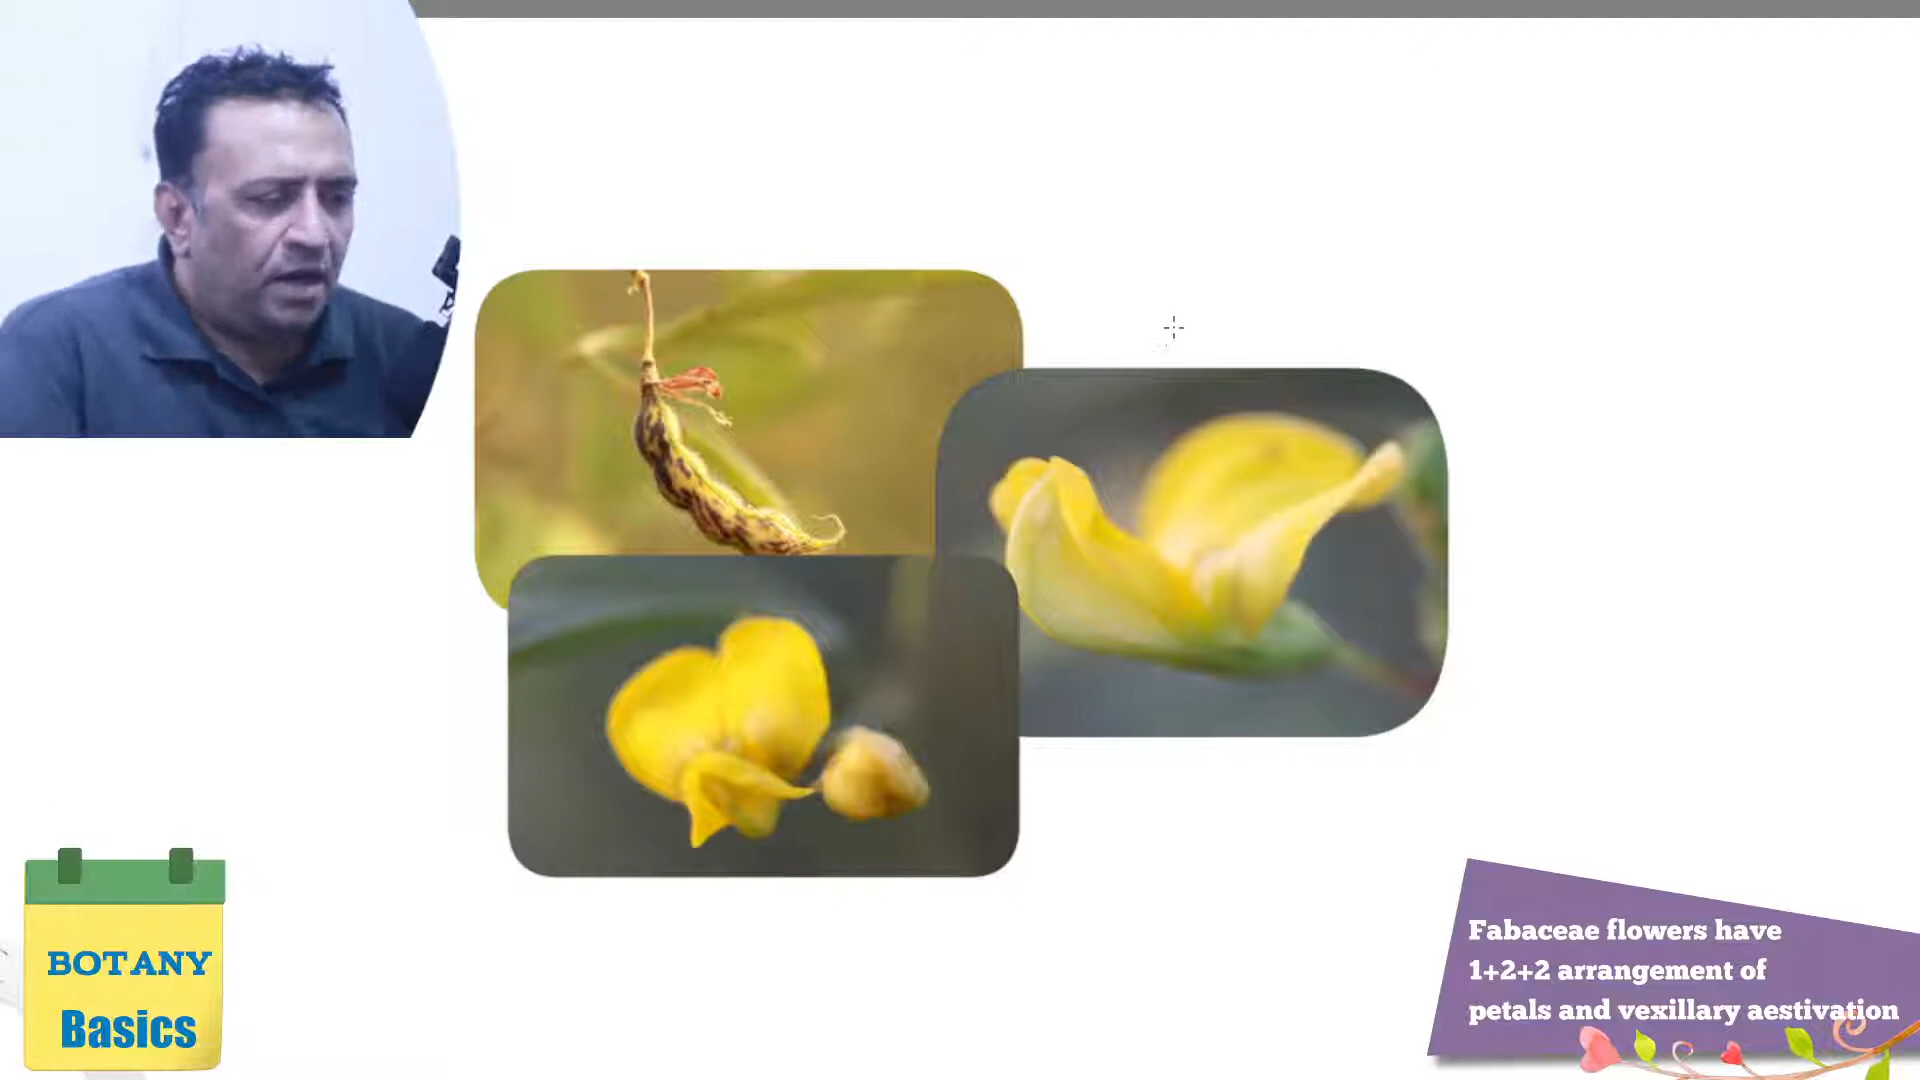 BOTANY
Basics
Fabaceae flowers have
1+2+2 arrangement of
petals and vexillary aestivation